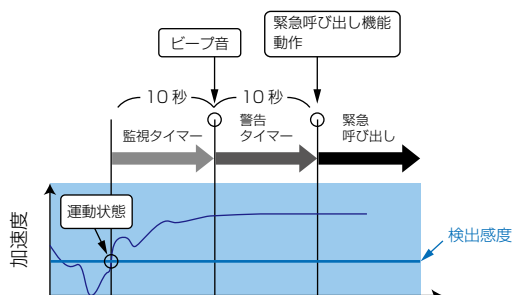 ビープ音
緊急呼び出し機能
動作
10秒
10秒
監視タイマー
警告
タイマー
緊急
呼び出し
運動状態
加速度
検出感度